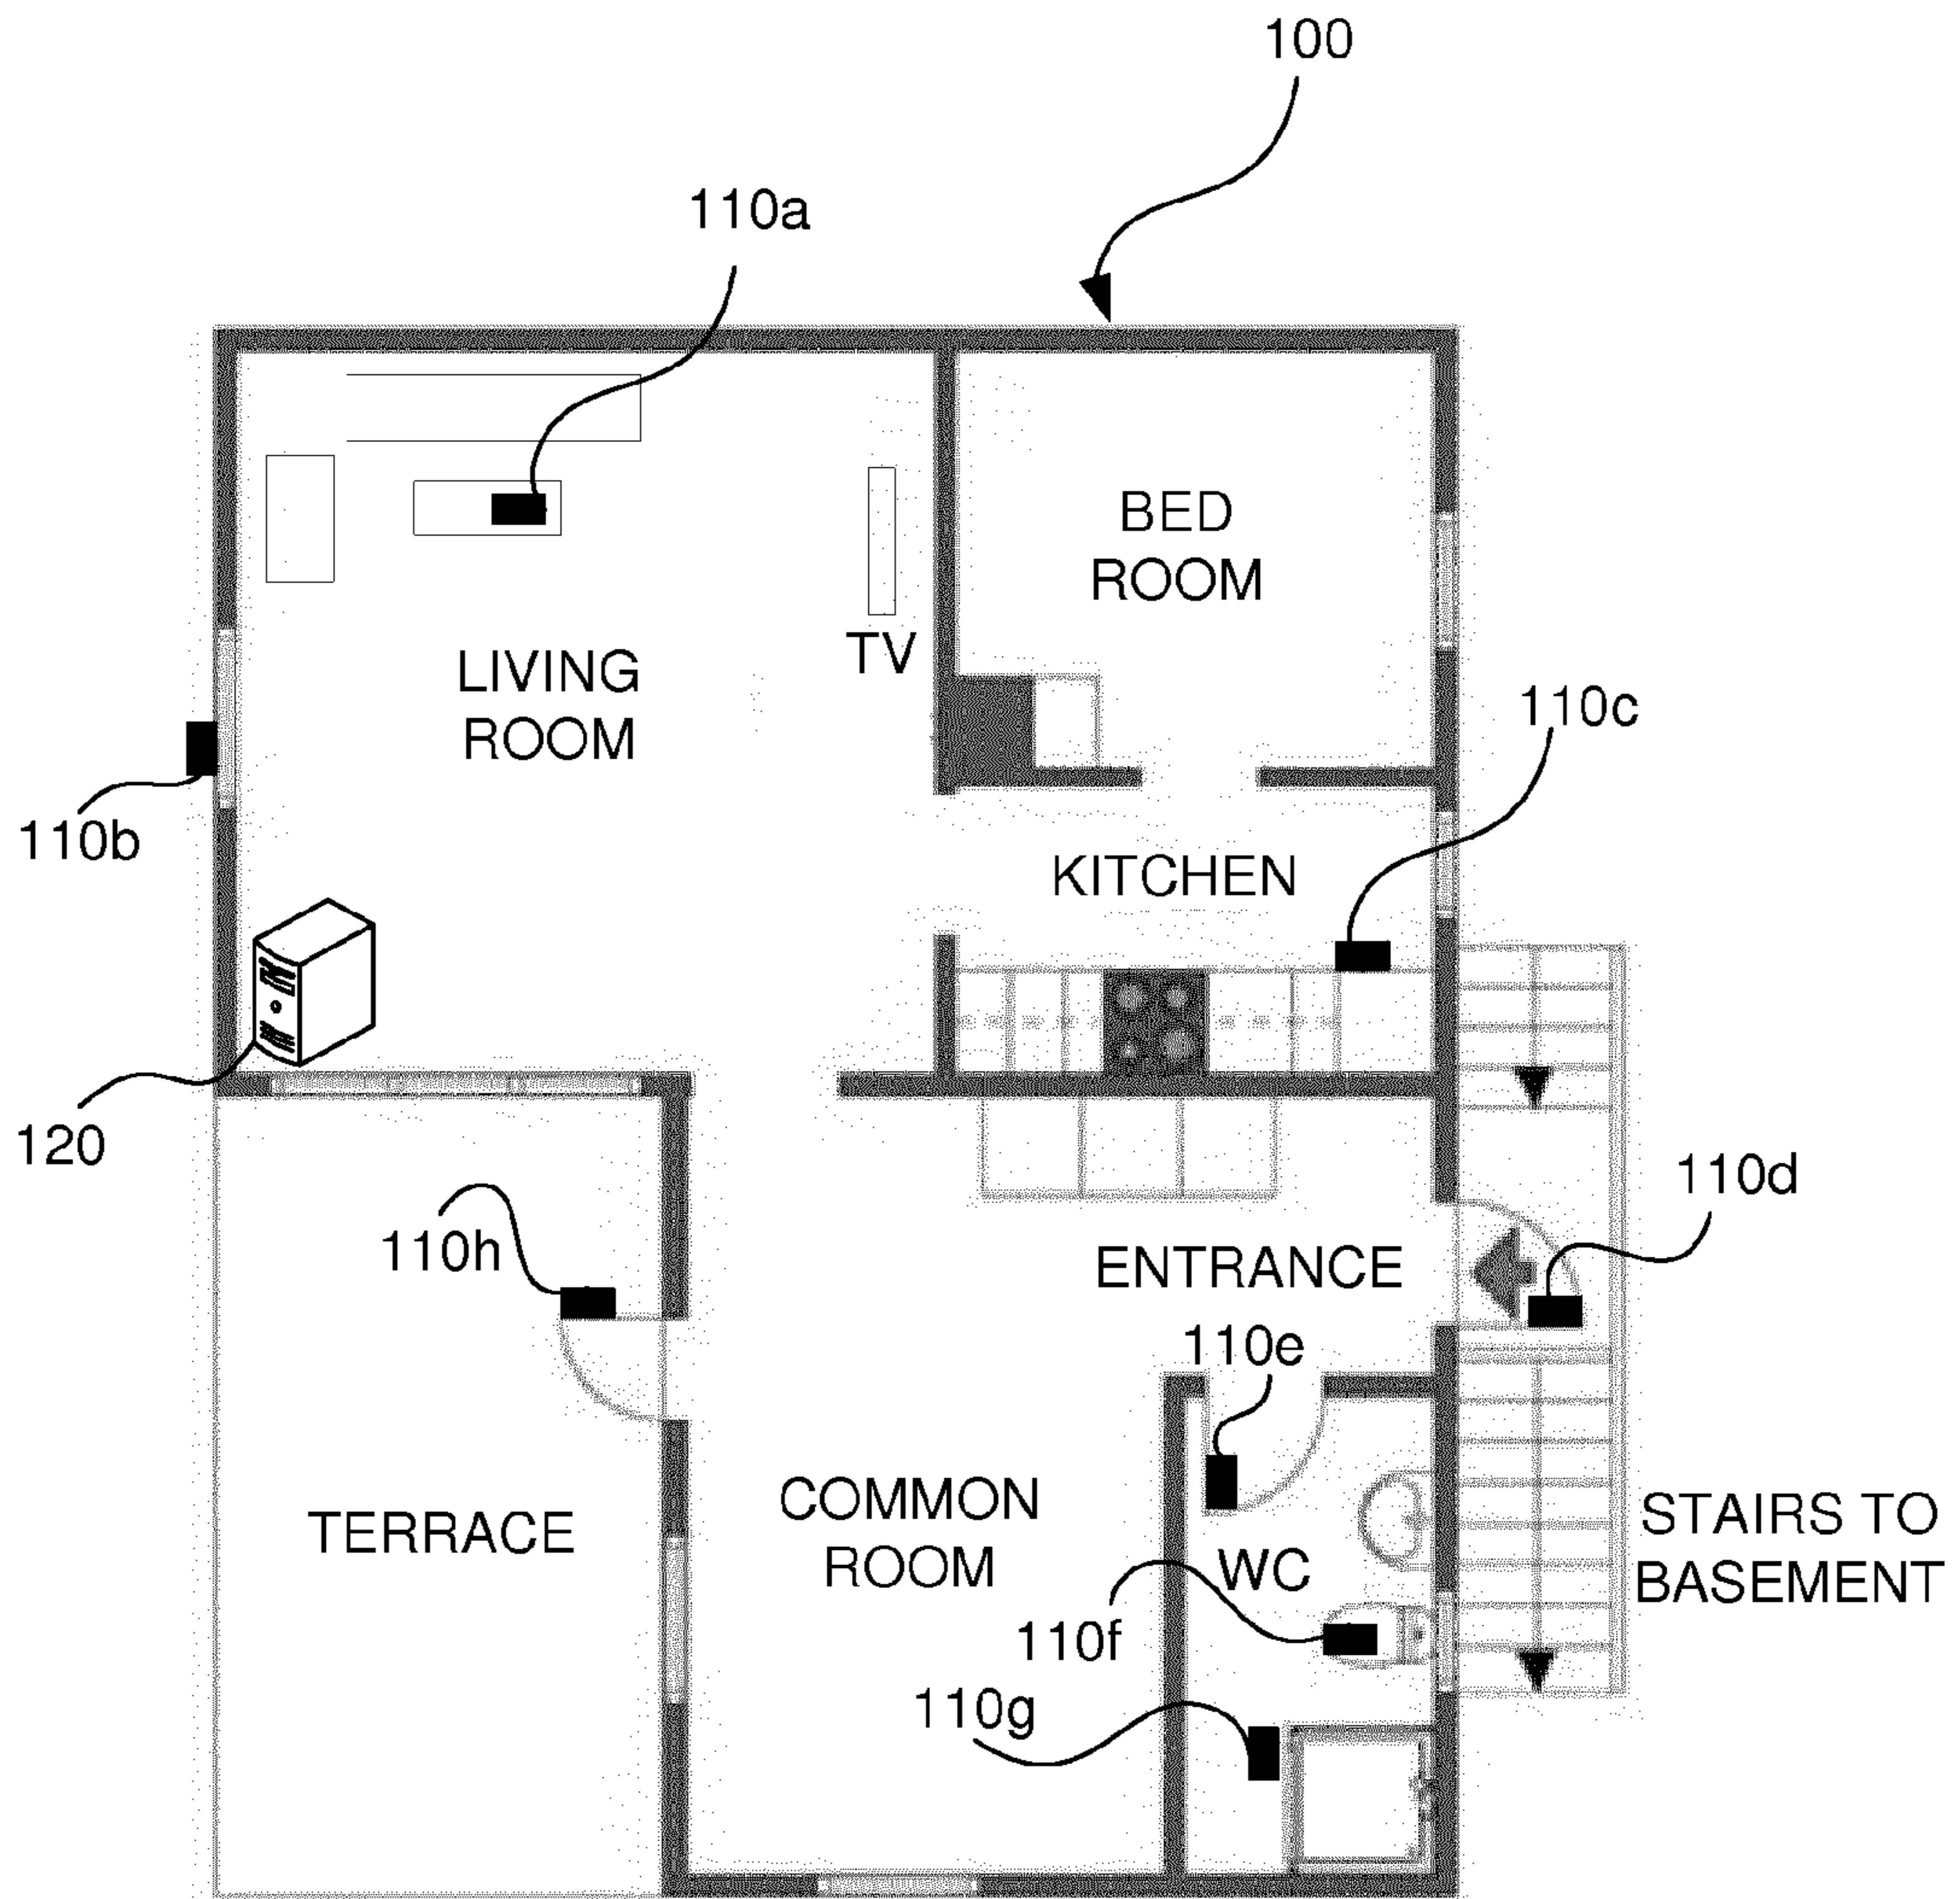 100
110a
BED
ROOM
TV
LIVING
ROOM
110c
110b
KITCHEN
120
110d
110h
ENTRANCE
110e
COMMON
ROOM
TERRACE
STAIRS TO
BASEMENT
WC
110f
110g